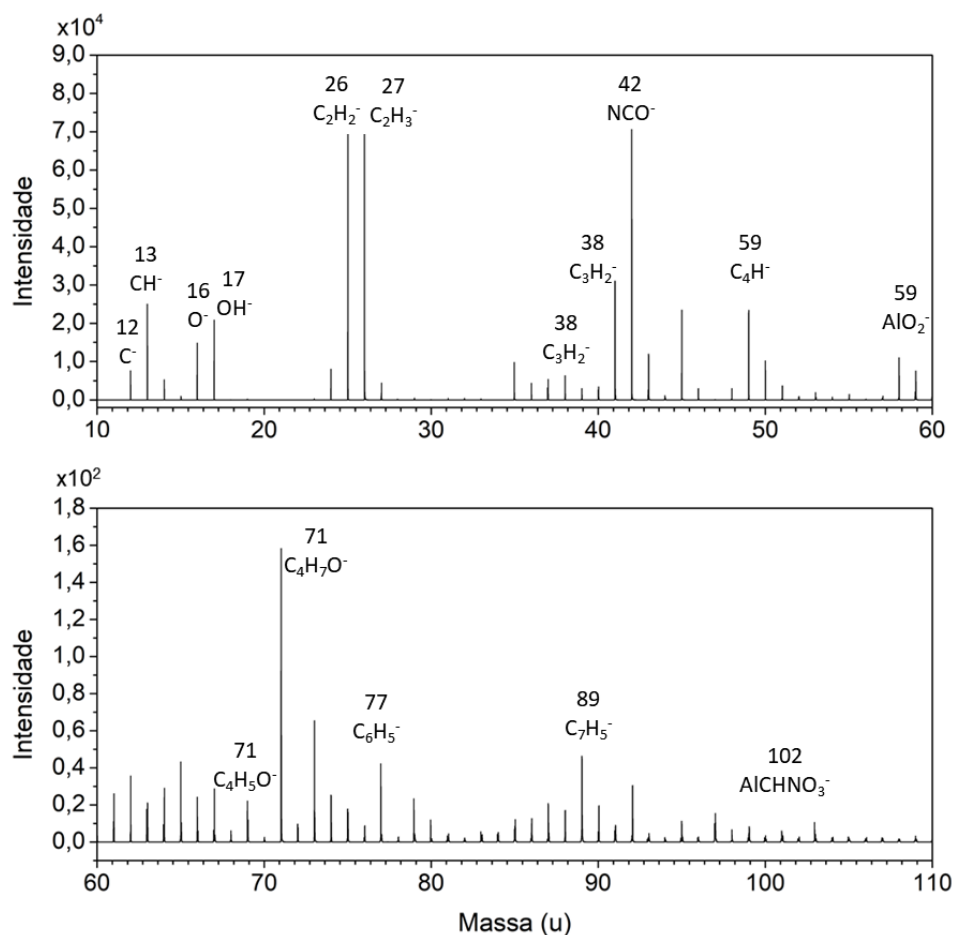 x10⁴
9,0
8,0
7,0
6,0
5,0
4,0
3,0
2,0
1,0
0,0
Intensidade
12
C⁻
13
CH⁻
16
O⁻
17
OH⁻
26
C₂H₂⁻
27
C₂H₃⁻
38
C₃H₂⁻
38
C₃H₂⁻
42
NCO⁻
59
C₄H⁻
59
AlO₂⁻
10 20 30 40 50 60
x10²
1,8
1,6
1,4
1,2
1,0
0,8
0,6
0,4
0,2
0,0
Intensidade
71
C₄H₅O⁻
71
C₄H₇O⁻
77
C₆H₅⁻
89
C₇H₅⁻
102
AlCHNO₃⁻
60 70 80 90 100 110
Massa (u)